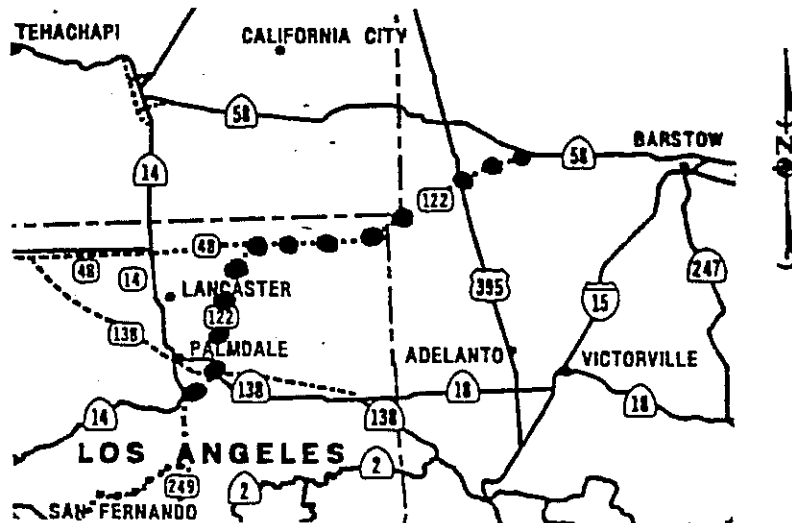 TEHACHAPI
CALIFORNIA CITY
58
BARSTOW
58
N
14
122
48
48
14
LANCASTER
247
395
15
122
138
PALMDALE
ADELANTO
VICTORVILLE
138
18
18
14
138
LOS ANGELES
2
249
2
SAN FERNANDO